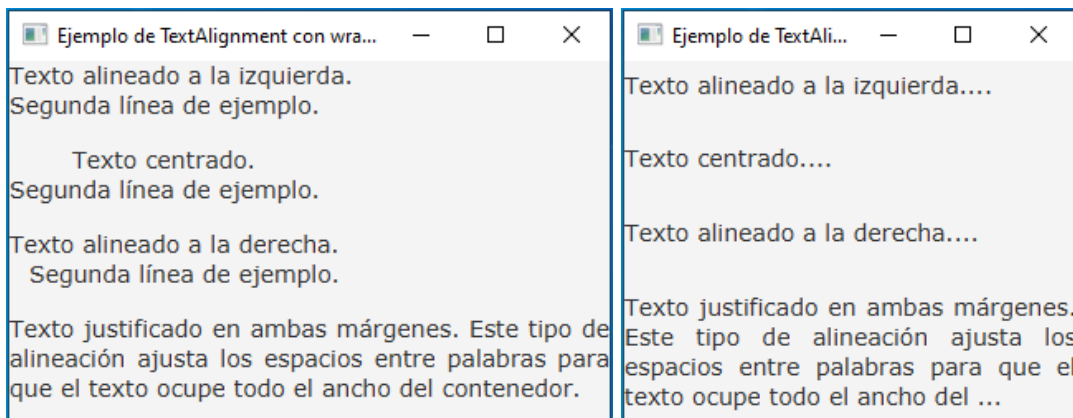 Ejemplo de TextAlignment con wra...
Texto alineado a la izquierda.
Segunda línea de ejemplo.
Texto centrado.
Segunda línea de ejemplo.
Texto alineado a la derecha.
Segunda línea de ejemplo.
Texto justificado en ambas márgenes. Este tipo de
alineación ajusta los espacios entre palabras para
que el texto ocupe todo el ancho del contenedor.
Ejemplo de TextAli...
Texto alineado a la izquierda....
Texto centrado....
Texto alineado a la derecha....
Texto justificado en ambas márgenes.
Este tipo de alineación ajusta los
espacios entre palabras para que el
texto ocupe todo el ancho del ...